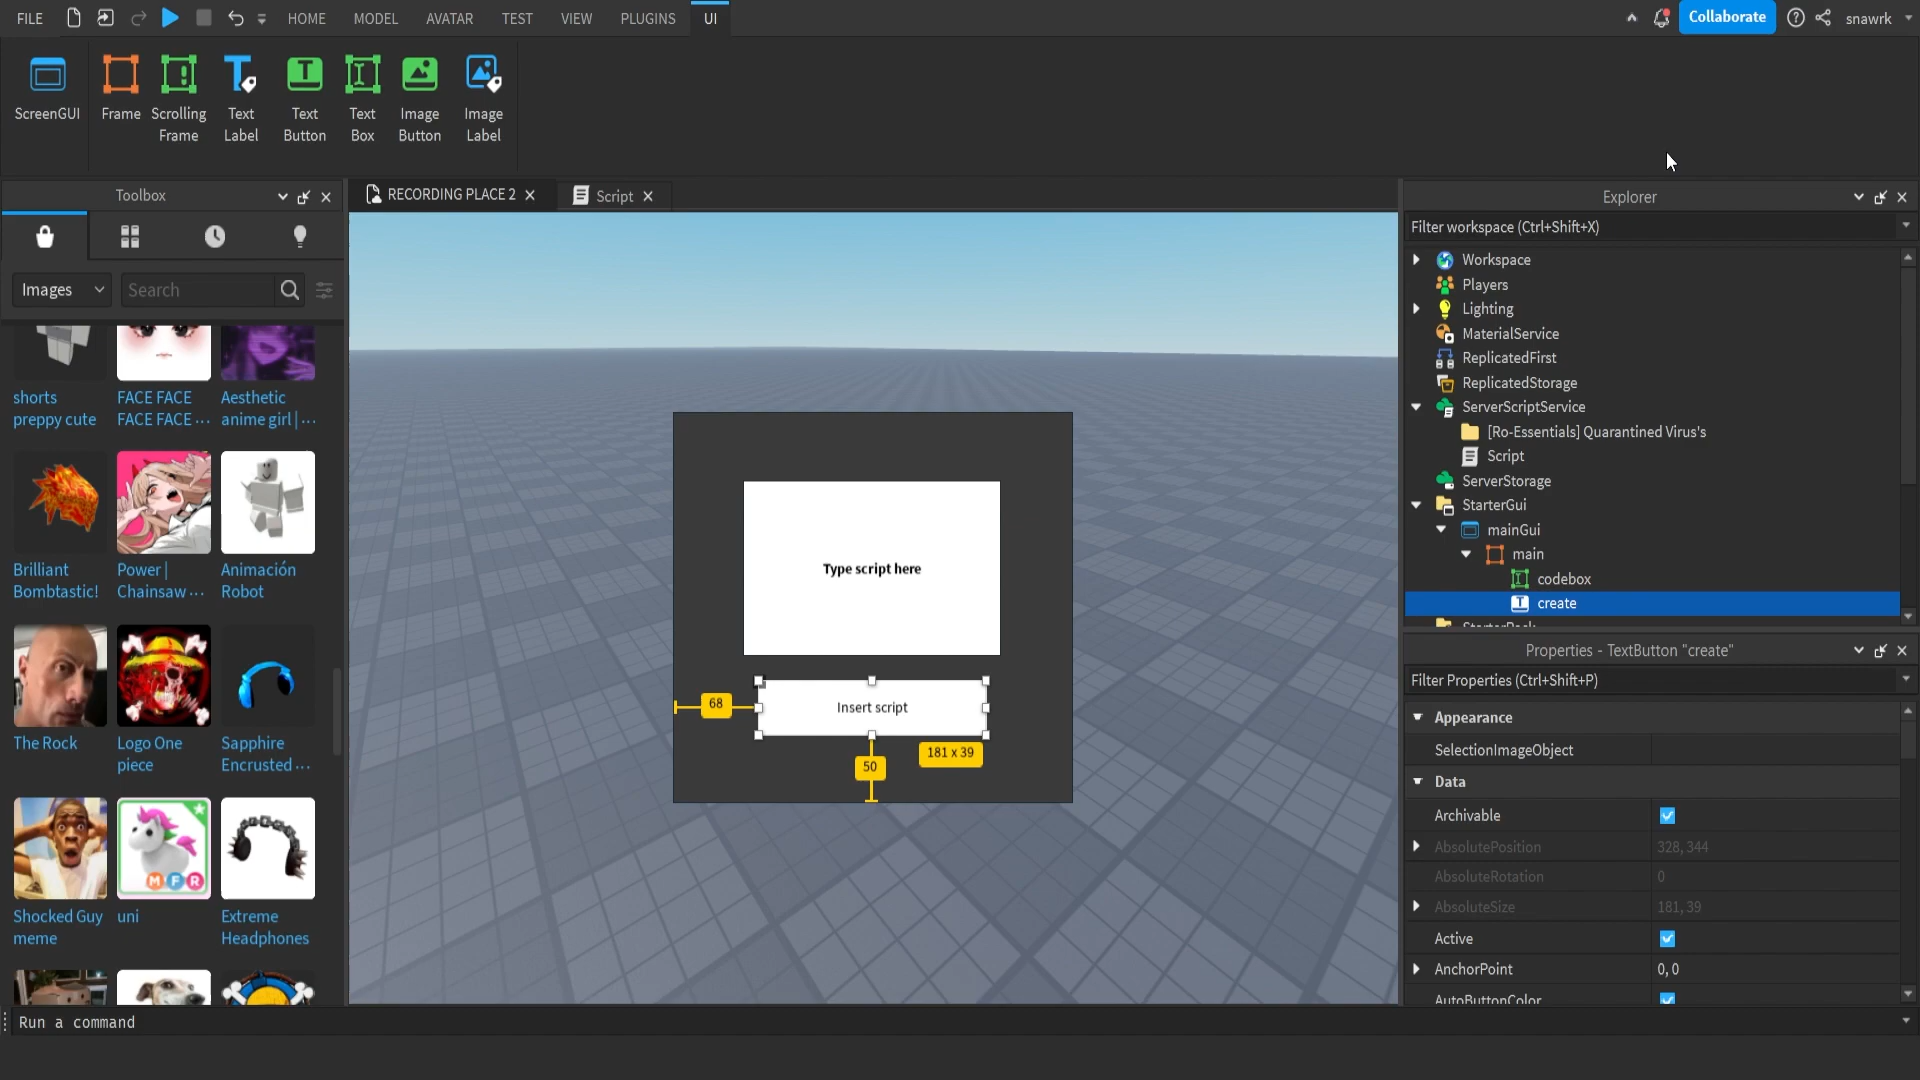 FILE
HOME
MODEL
AVATAR
TEST
VIEW
PLUGINS
UI
Collaborate
snawrk
ScreenGUI
Frame
Scrolling
Frame
Text
Label
Text
Button
Text
Box
Image
Button
Image
Label
Toolbox
Images
Search
shorts
preppy cute
FACE FACE
FACE FACE ...
Aesthetic
anime girl | ...
Brilliant
Bombtastic!
Power |
Chainsaw ...
Animación
Robot
The Rock
Logo One
piece
Sapphire
Encrusted ...
MFR
Shocked Guy
meme
uni
Extreme
Headphones
RECORDING PLACE 2
Script
Type script here
Insert script
68
50
181 x 39
Explorer
Filter workspace (Ctrl+Shift+X)
Workspace
Players
Lighting
MaterialService
ReplicatedFirst
ReplicatedStorage
ServerScriptService
[Ro-Essentials] Quarantined Virus's
Script
ServerStorage
StarterGui
mainGui
main
codebox
create
StarterPack
Properties - TextButton "create"
Filter Properties (Ctrl+Shift+P)
Appearance
SelectionImageObject
Data
Archivable
AbsolutePosition 328, 344
AbsoluteRotation 0
AbsoluteSize 181, 39
Active
AnchorPoint 0, 0
AutoButtonColor
Run a command